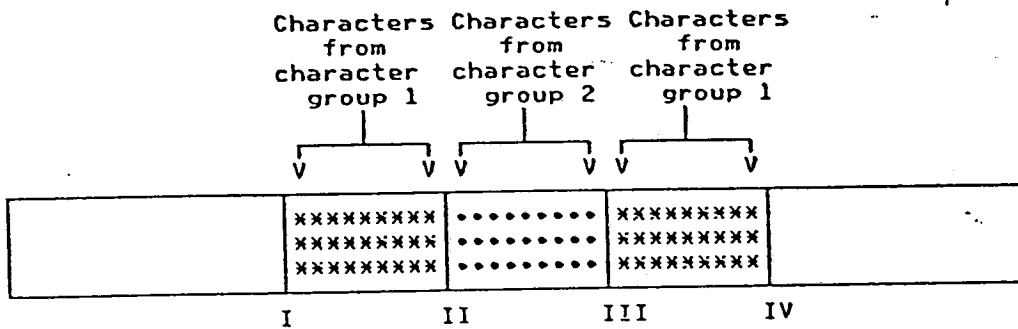 Characters Characters Characters
from from from
character character character
group 1 group 2 group 1
V V V V V V
********* ......... *********
********* ......... *********
********* ......... *********
I II III IV